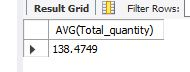 Result Grid Filter Rows:
AVG(Total_quantity)
138.4749